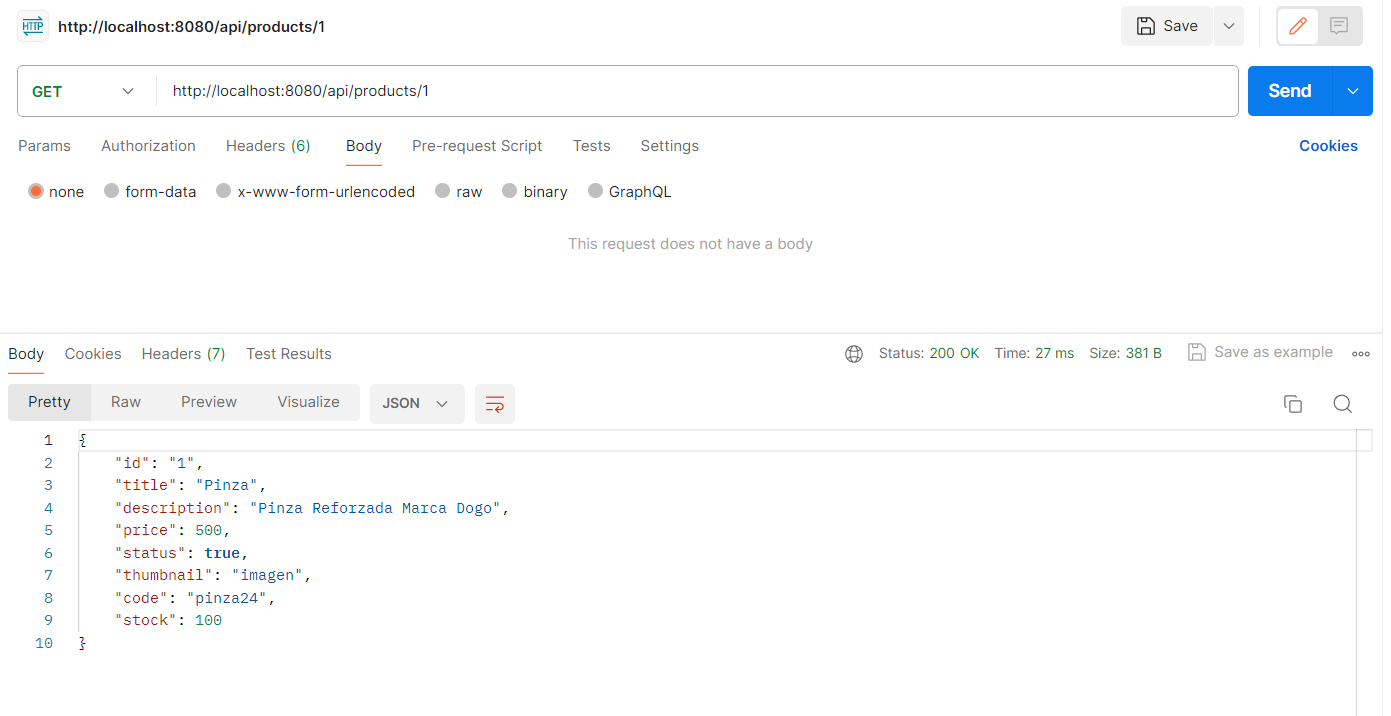 HTTP http://localhost:8080/api/products/1 Save
GET http://localhost:8080/api/products/1 Send
Params Authorization Headers (6) Body Pre-request Script Tests Settings Cookies
none form-data x-www-form-urlencoded raw binary GraphQL
This request does not have a body
Body Cookies Headers (7) Test Results Status: 200 OK Time: 27 ms Size: 381 B Save as example
Pretty Raw Preview Visualize JSON
1 {
2 "id": "1",
3 "title": "Pinza",
4 "description": "Pinza Reforzada Marca Dogo",
5 "price": 500,
6 "status": true,
7 "thumbnail": "imagen",
8 "code": "pinza24",
9 "stock": 100
10 }